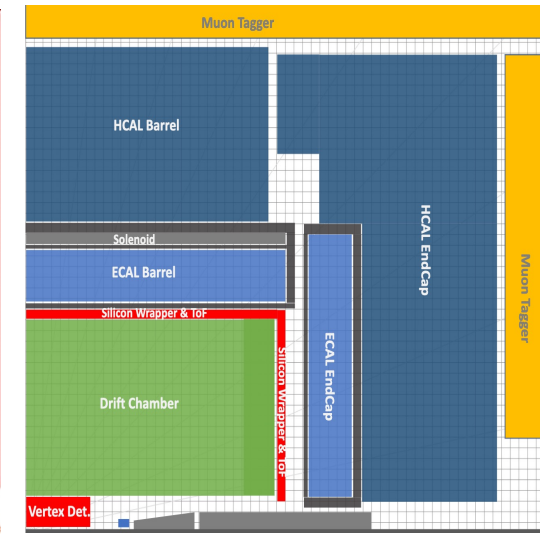 Muon Tagger
HCAL Barrel
Solenoid
ECAL Barrel
Silicon Wrapper & ToF
Drift Chamber
Vertex Det.
Silicon Wrapper & ToF
ECAL EndCap
HCAL EndCap
Muon Tagger